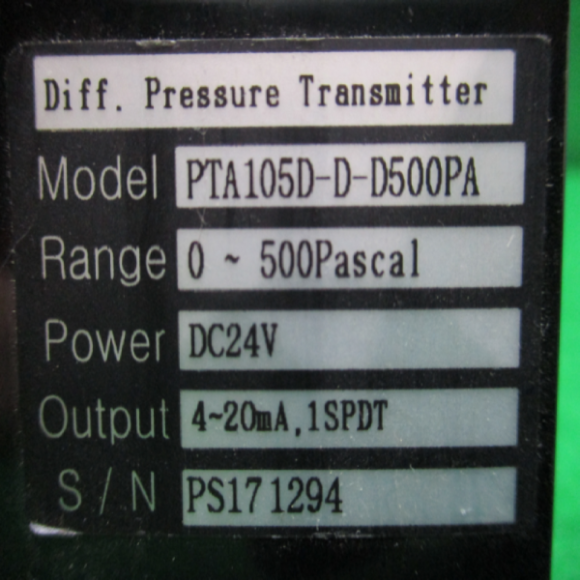 Diff. Pressure Transmitter
Model PTA105D-D-D500PA
Range 0 ~ 500Pascal
Power DC24V
Output 4~20mA,1SPDT
S / N PS171294